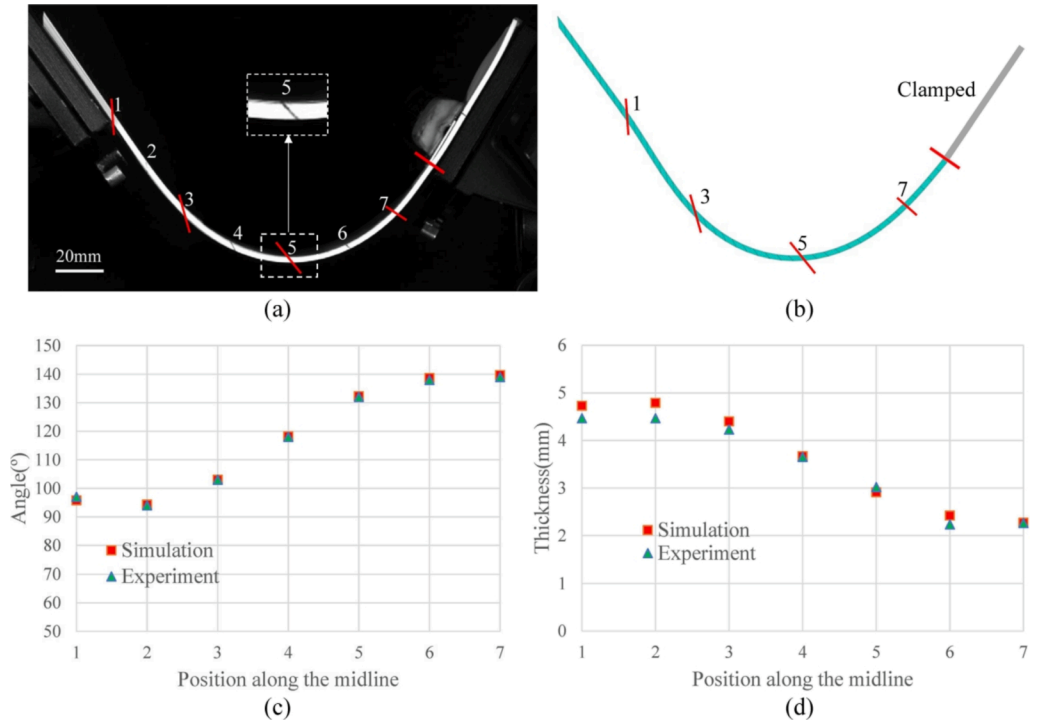 1
2
3
4
5
6
7
5
20mm
(a)
1
3
5
7
Clamped
(b)
150
140
130
120
110
100
90
80
70
60
50
Angle(°)
Simulation
Experiment
1 2 3 4 5 6 7
Position along the midline
(c)
6
5
4
3
2
1
0
Thickness(mm)
Simulation
Experiment
1 2 3 4 5 6 7
Position along the midline
(d)